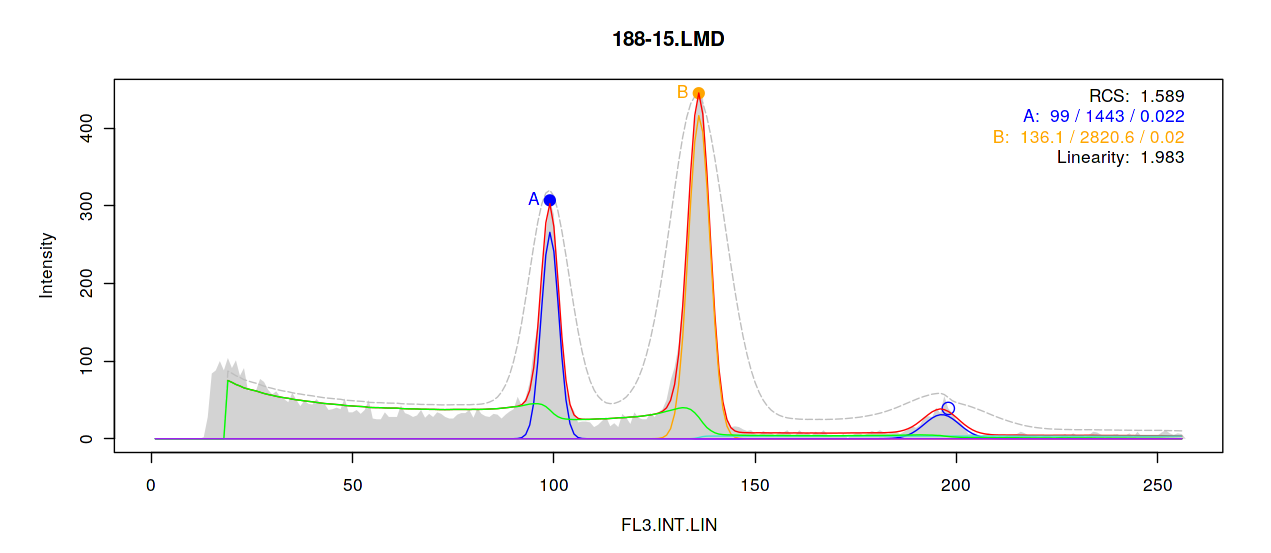 188-15.LMD
RCS: 1.589
A: 99 / 1443 / 0.022
B: 136.1 / 2820.6 / 0.02
Linearity: 1.983
B
A
Intensity
400
300
200
100
0
0 50 100 150 200 250
FL3.INT.LIN